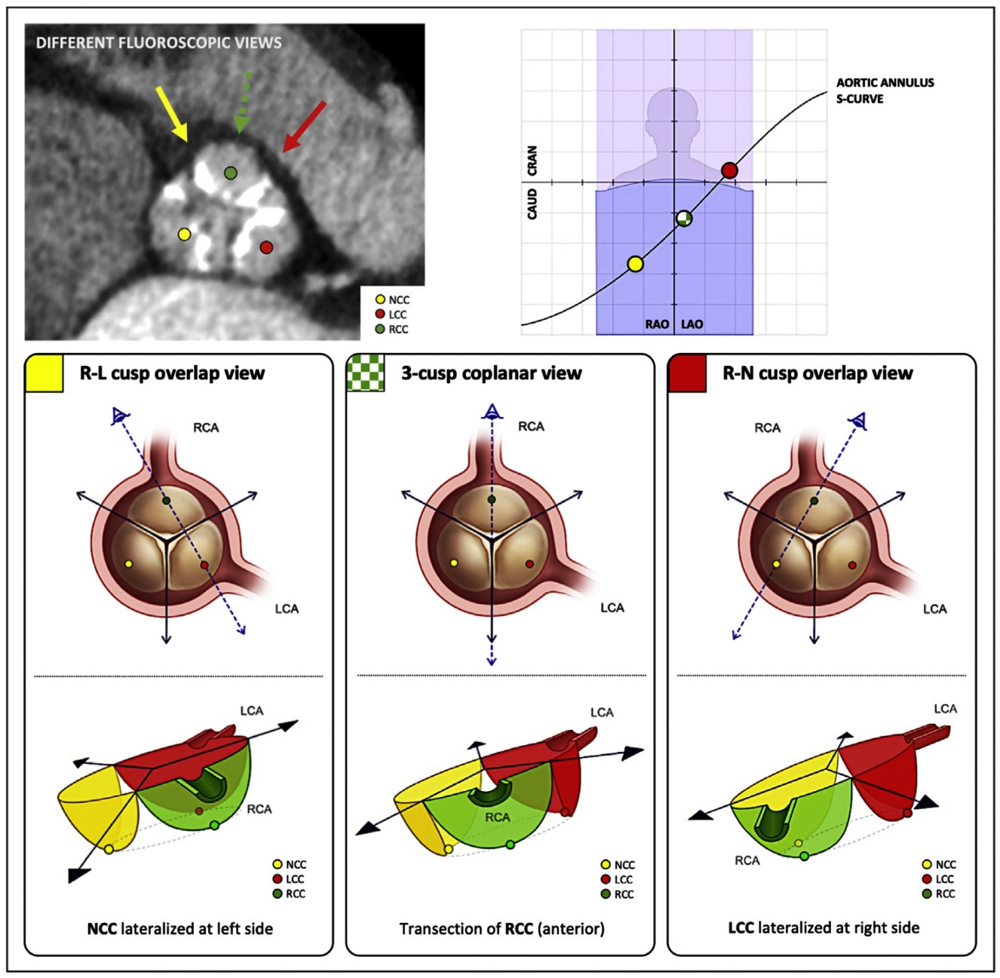 DIFFERENT FLUOROSCOPIC VIEWS
NCC
LCC
RCC
AORTIC ANNULUS
S-CURVE
CRAN
CAUD
RAO
LAO
R-L cusp overlap view
RCA
LCA
LCA
RCA
NCC
LCC
RCC
NCC lateralized at left side
3-cusp coplanar view
RCA
LCA
LCA
RCA
NCC
LCC
RCC
Transection of RCC (anterior)
R-N cusp overlap view
RCA
LCA
LCA
RCA
NCC
LCC
RCC
LCC lateralized at right side